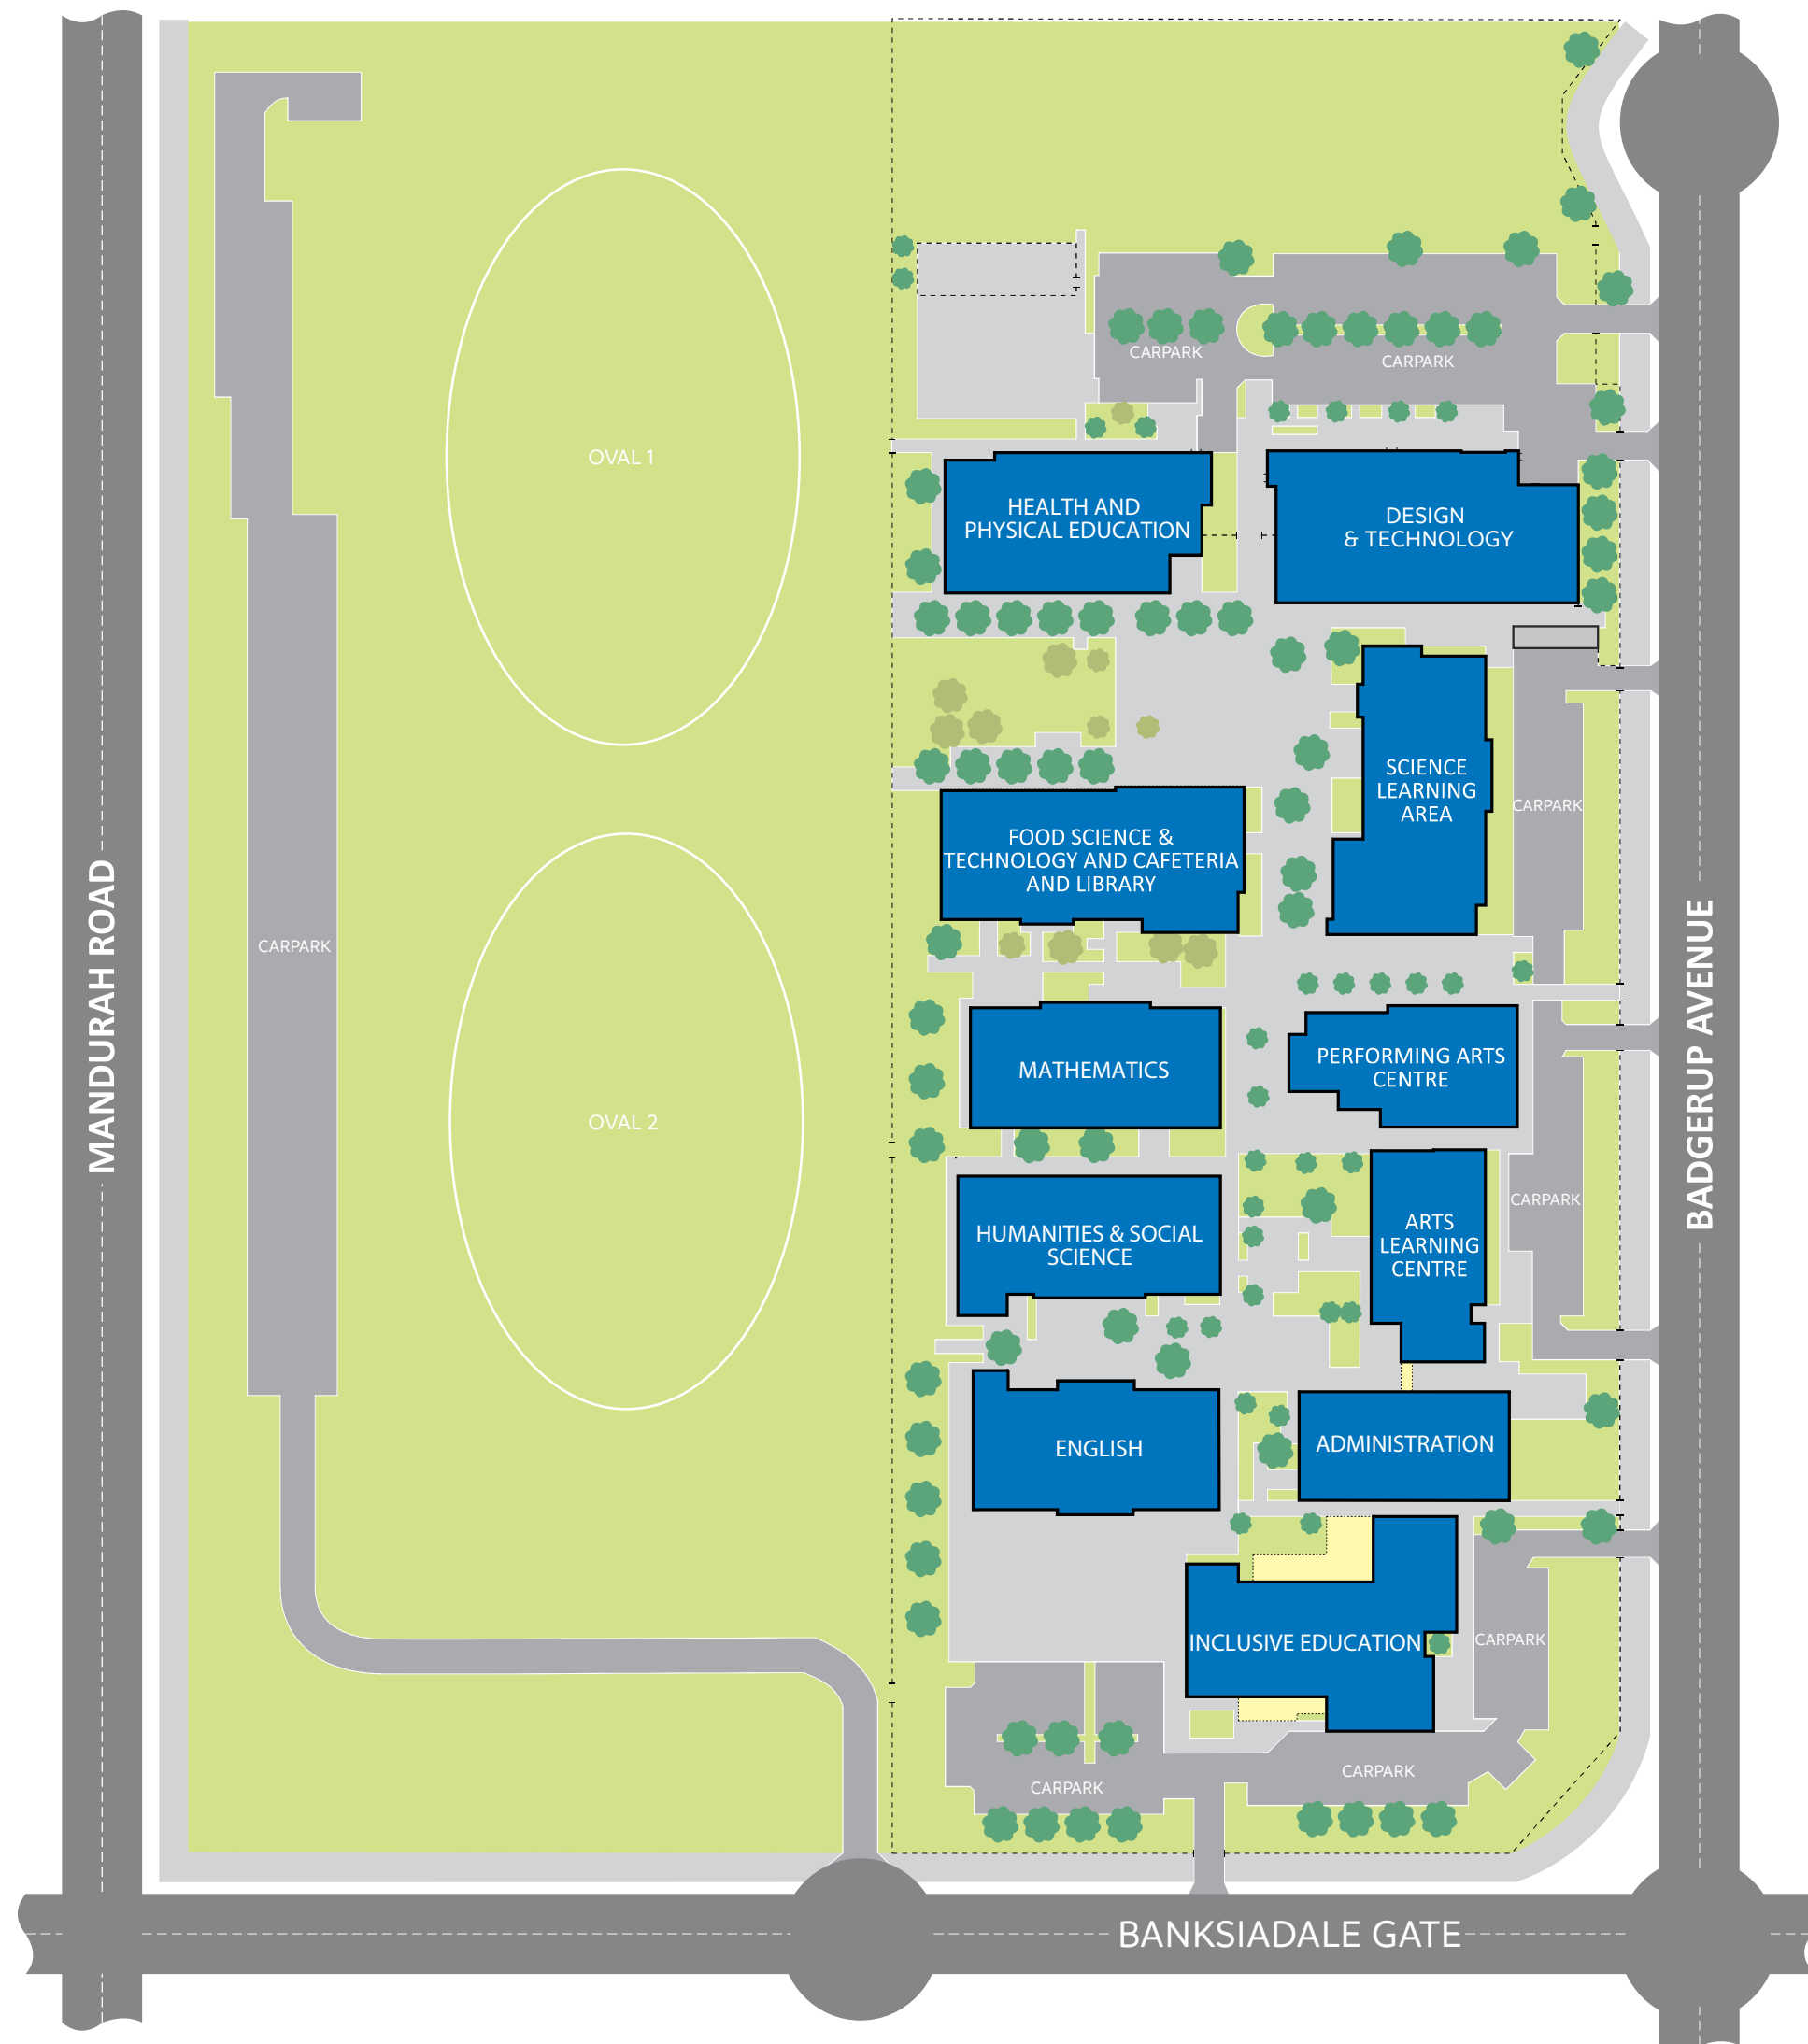 CARPARK
CARPARK
OVAL 1
HEALTH AND
PHYSICAL EDUCATION
DESIGN
& TECHNOLOGY
SCIENCE
LEARNING
AREA
CARPARK
FOOD SCIENCE &
TECHNOLOGY AND CAFETERIA
AND LIBRARY
CARPARK
MANDURAH ROAD
BADGERUP AVENUE
OVAL 2
MATHEMATICS
PERFORMING ARTS
CENTRE
CARPARK
HUMANITIES & SOCIAL
SCIENCE
ARTS
LEARNING
CENTRE
ENGLISH
ADMINISTRATION
INCLUSIVE EDUCATION
CARPARK
CARPARK
CARPARK
BANKSIADALE GATE